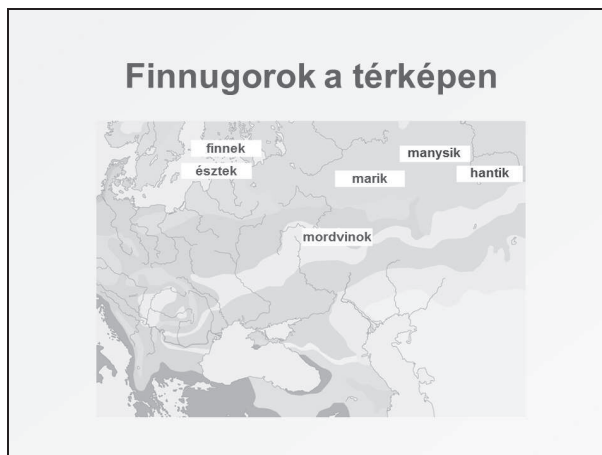 Finnugorok a térképen
finnek
manysik
észtek
marik
hantik
mordvinok